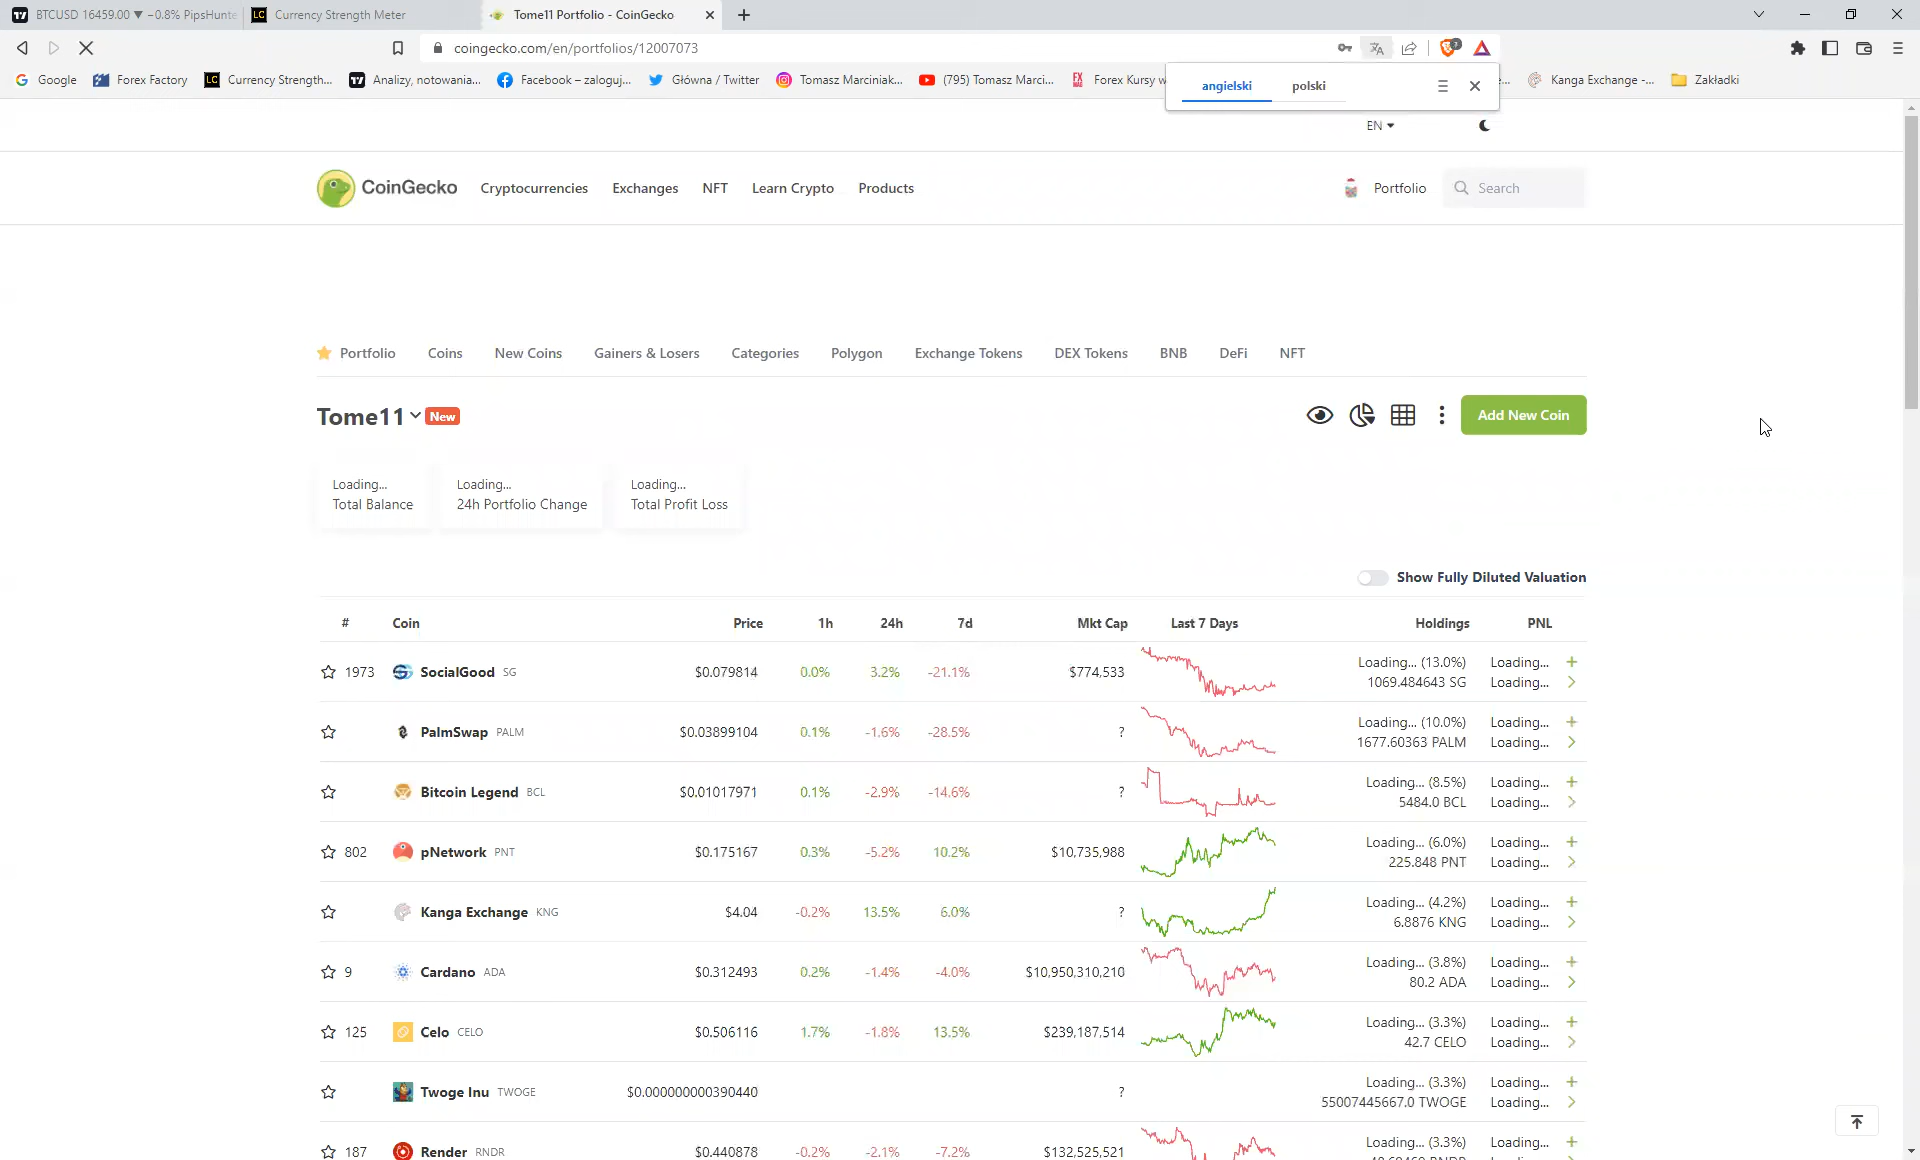 BTCUSD 16459.00 ▼ −0.8% PipsHunte
Currency Strength Meter
Tome11 Portfolio - CoinGecko
coingecko.com/en/portfolios/12007073
Google
Forex Factory
Currency Strength...
Analizy, notowania...
Facebook – zaloguj...
Główna / Twitter
Tomasz Marciniak...
(795) Tomasz Marci...
Forex Kursy w
Kanga Exchange -...
Zakładki
angielski
polski
EN
CoinGecko
Cryptocurrencies
Exchanges
NFT
Learn Crypto
Products
Portfolio
Search
Portfolio
Coins
New Coins
Gainers & Losers
Categories
Polygon
Exchange Tokens
DEX Tokens
BNB
DeFi
NFT
Tome11 New
Add New Coin
Loading...
Total Balance
Loading...
24h Portfolio Change
Loading...
Total Profit Loss
Show Fully Diluted Valuation
# Coin Price 1h 24h 7d Mkt Cap Last 7 Days Holdings PNL
1973 SocialGood SG $0.079814 0.0% 3.2% -21.1% $774,533 Loading... (13.0%) Loading... +
1069.484643 SG Loading...
PalmSwap PALM $0.03899104 0.1% -1.6% -28.5% ? Loading... (10.0%) Loading... +
1677.60363 PALM Loading...
Bitcoin Legend BCL $0.01017971 0.1% -2.9% -14.6% ? Loading... (8.5%) Loading... +
5484.0 BCL Loading...
802 pNetwork PNT $0.175167 0.3% -5.2% 10.2% $10,735,988 Loading... (6.0%) Loading... +
225.848 PNT Loading...
Kanga Exchange KNG $4.04 -0.2% 13.5% 6.0% ? Loading... (4.2%) Loading... +
6.8876 KNG Loading...
9 Cardano ADA $0.312493 0.2% -1.4% -4.0% $10,950,310,210 Loading... (3.8%) Loading... +
80.2 ADA Loading...
125 Celo CELO $0.506116 1.7% -1.8% 13.5% $239,187,514 Loading... (3.3%) Loading... +
42.7 CELO Loading...
Twoge Inu TWOGE $0.000000000390440 ? Loading... (3.3%) Loading... +
55007445667.0 TWOGE Loading...
187 Render RNDR $0.440878 -0.2% -2.1% -7.2% $132,525,521 Loading... (3.3%) Loading... +